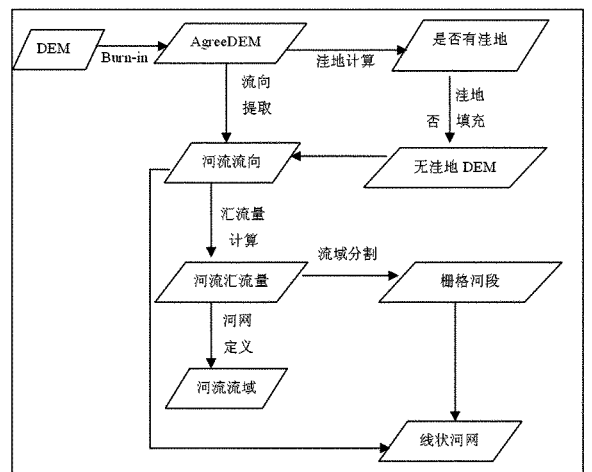 DEM
Burn-in
AgreeDEM
洼地计算
是否有洼地
流向
提取
洼地
否 填充
河流流向
无洼地 DEM
汇流量
计算
河流汇流量
流域分割
栅格河段
河网
定义
河流流域
线状河网